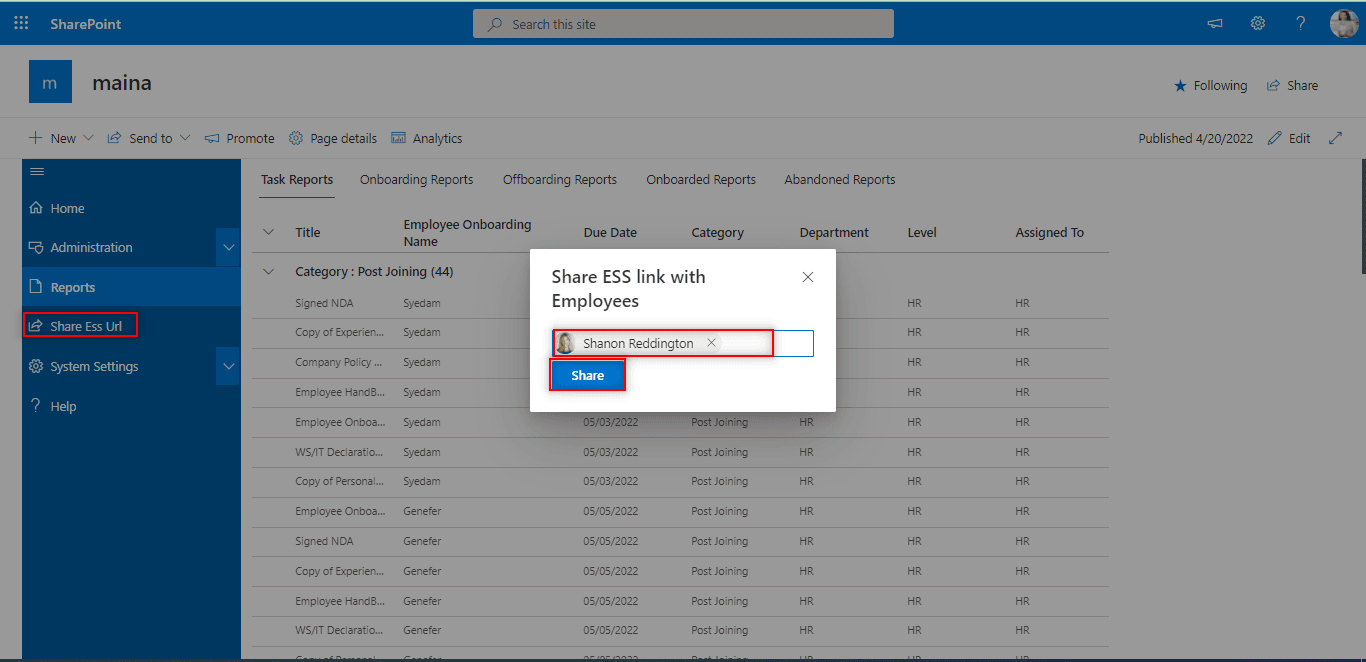 SharePoint
Search this site
m
maina
Following
Share
New
Send to
Promote
Page details
Analytics
Published 4/20/2022
Edit
Home
Administration
Reports
Share Ess Url
System Settings
Help
Task Reports
Onboarding Reports
Offboarding Reports
Onboarded Reports
Abandoned Reports
Title
Employee Onboarding
Name
Due Date
Category
Department
Level
Assigned To
Category : Post Joining (44)
Share ESS link with
Employees
Shanon Reddington
Share
Signed NDA Syedam HR HR
Copy of Experien... Syedam HR HR
Company Policy ... Syedam HR HR
Employee HandB... Syedam HR HR
Employee Onboa... Syedam 05/03/2022 Post Joining HR HR HR
WS/IT Declaratio... Syedam 05/03/2022 Post Joining HR HR HR
Copy of Personal... Syedam 05/03/2022 Post Joining HR HR HR
Employee Onboa... Genefer 05/05/2022 Post Joining HR HR HR
Signed NDA Genefer 05/05/2022 Post Joining HR HR HR
Copy of Experien... Genefer 05/05/2022 Post Joining HR HR HR
Employee HandB... Genefer 05/05/2022 Post Joining HR HR HR
WS/IT Declaratio... Genefer 05/05/2022 Post Joining HR HR HR